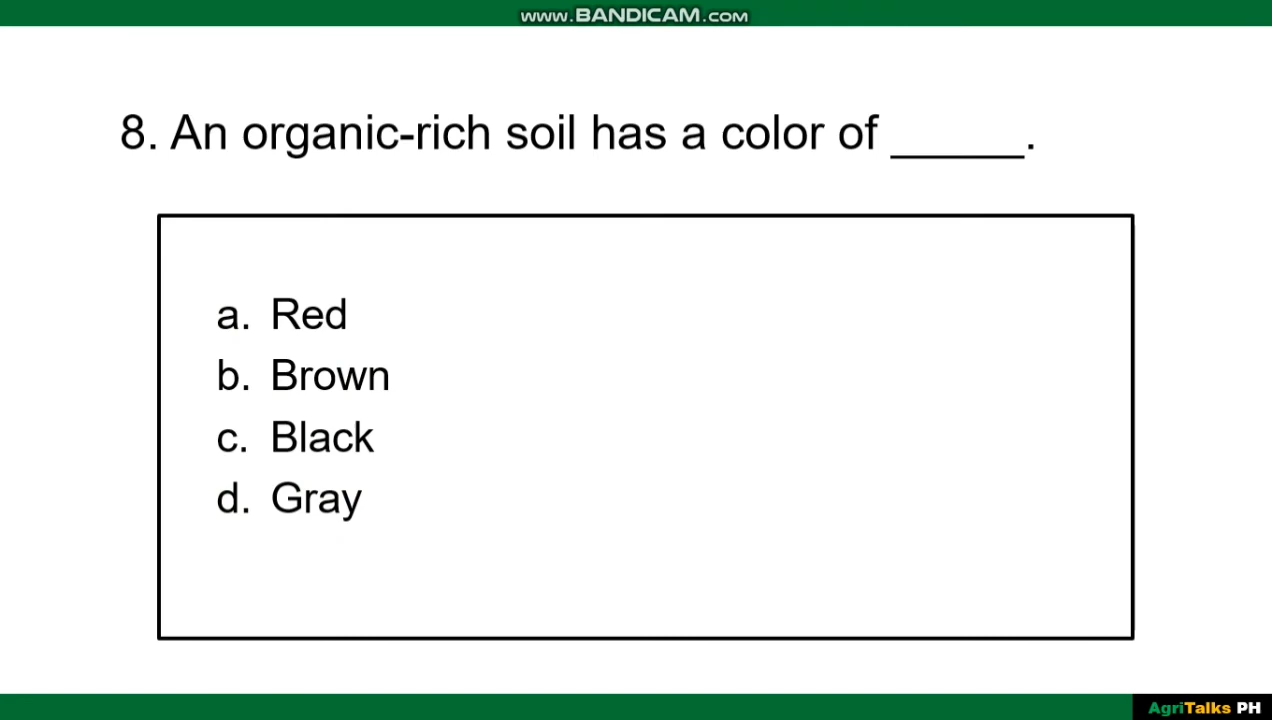 www.BANDICAM.com
8. An organic-rich soil has a color of ______.
a. Red
b. Brown
c. Black
d. Gray
AgriTalks PH